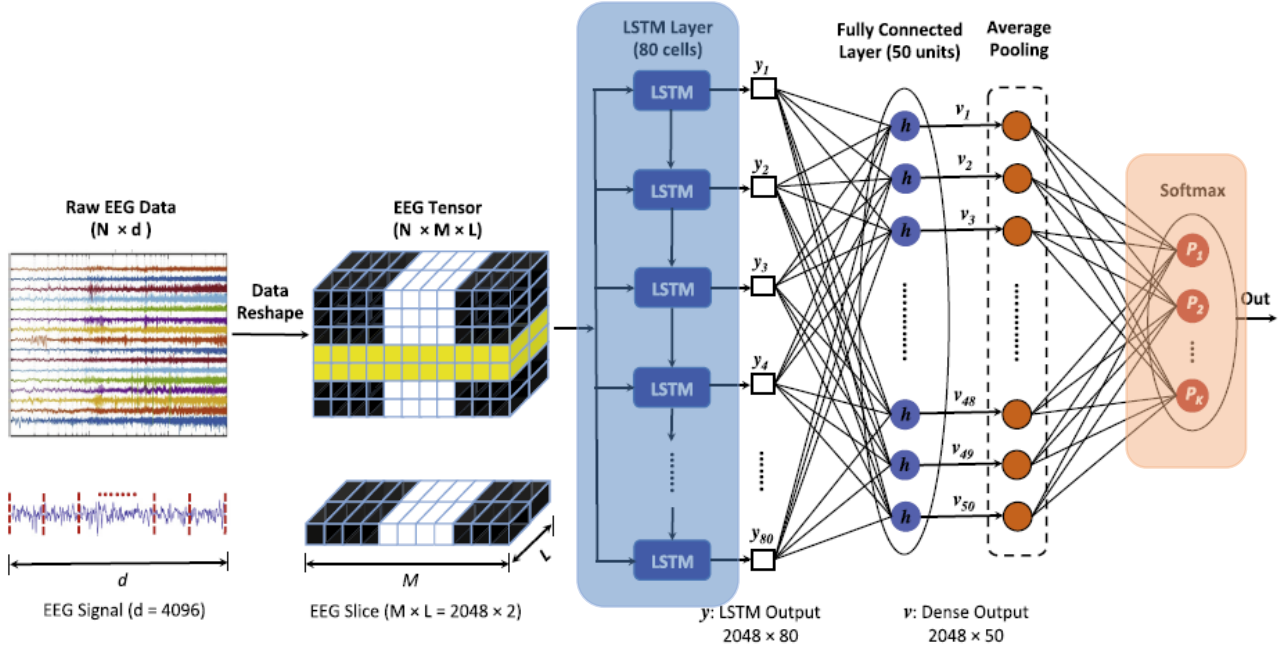 Raw EEG Data
(N × d )
Data
Reshape
EEG Tensor
(N × M × L)
LSTM Layer
(80 cells)
LSTM
LSTM
LSTM
LSTM
LSTM
y1
y2
y3
y4
y80
Fully Connected
Layer (50 units)
h
h
h
h
h
h
v1
v2
v3
v48
v49
v50
Average
Pooling
Softmax
P1
P2
PK
Out
d
EEG Signal (d = 4096)
M
L
EEG Slice (M × L = 2048 × 2)
y: LSTM Output
2048 × 80
v: Dense Output
2048 × 50